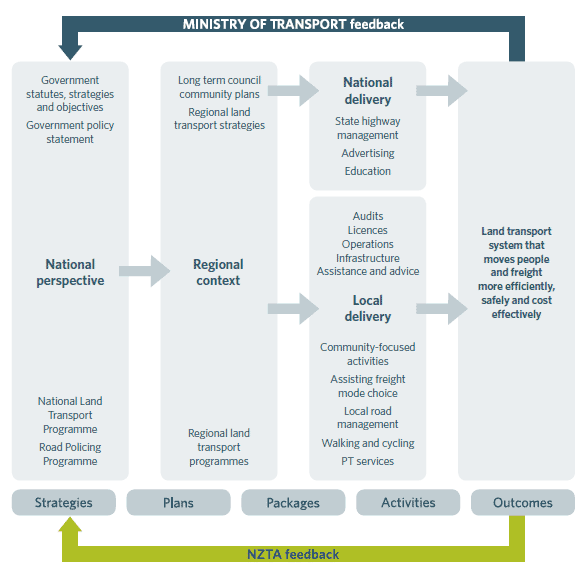 MINISTRY OF TRANSPORT feedback
Government
statutes, strategies
and objectives
Government policy
statement
National
perspective
National Land
Transport
Programme
Road Policing
Programme
Long term council
community plans
Regional land
transport strategies
Regional
context
Regional land
transport
programmes
National
delivery
State highway
management
Advertising
Education
Audits
Licences
Operations
Infrastructure
Assistance and advice
Local
delivery
Community-focused
activities
Assisting freight
mode choice
Local road
management
Walking and cycling
PT services
Land transport
system that
moves people
and freight
more efficiently,
safely and cost
effectively
Strategies
Plans
Packages
Activities
Outcomes
NZTA feedback